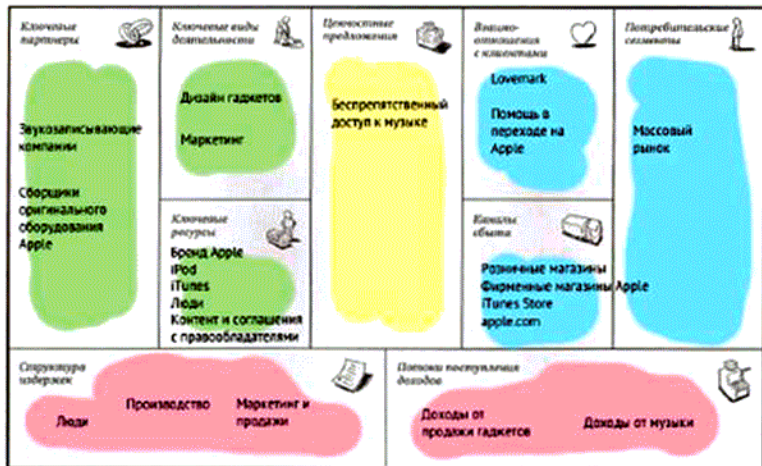 Ключевые
партнеры
Звукозаписывающие
компании
Сборщики
оригинального
оборудования
Apple
Ключевые виды
деятельности
Дизайн гаджетов
Маркетинг
Ключевые
ресурсы
Бренд Apple
iPod
iTunes
Люди
Контент и соглашения
с правообладателями
Ценностные
предложения
Беспрепятственный
доступ к музыке
Взаимо-
отношения
с клиентами
Lovemark
Помощь в
переходе на
Apple
Каналы
сбыта
Розничные магазины
Фирменные магазины Apple
iTunes Store
apple.com
Потребительские
сегменты
Массовый
рынок
Структура
издержек
Люди
Производство
Маркетинг и
продажи
Потоки поступления
доходов
Доходы от
продажи гаджетов
Доходы от музыки